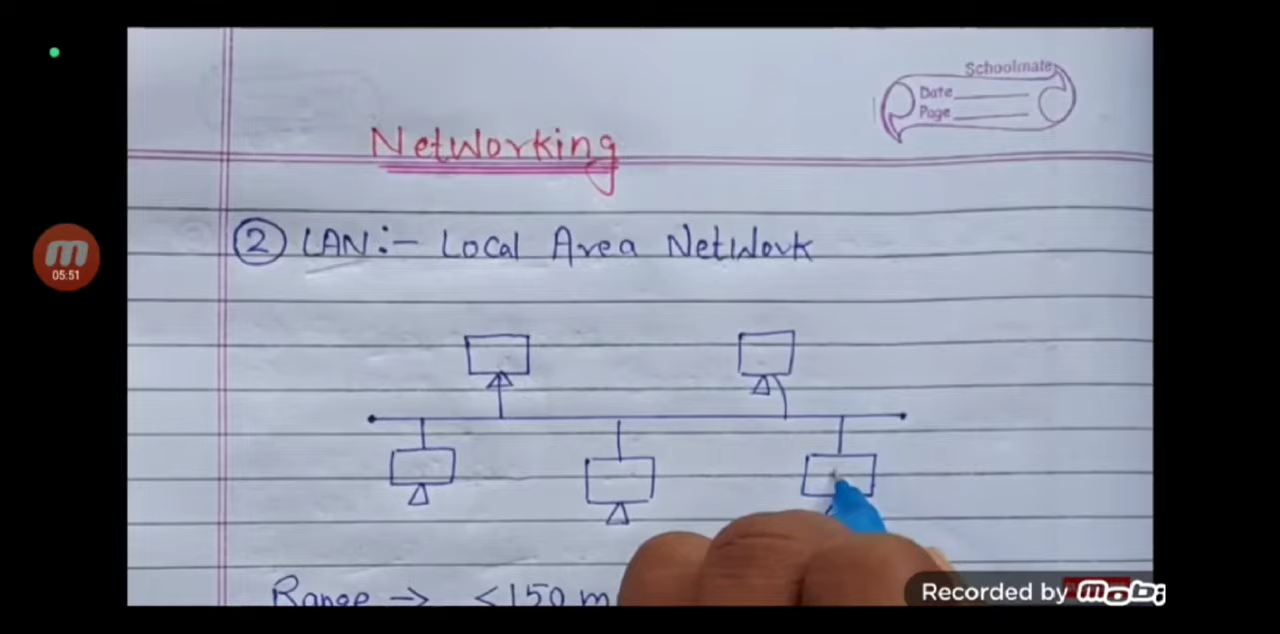 Schoolmate
Date
Page
Networking
② LAN:- Local Area Network
05:51
Range → <150 m
Recorded by mobi